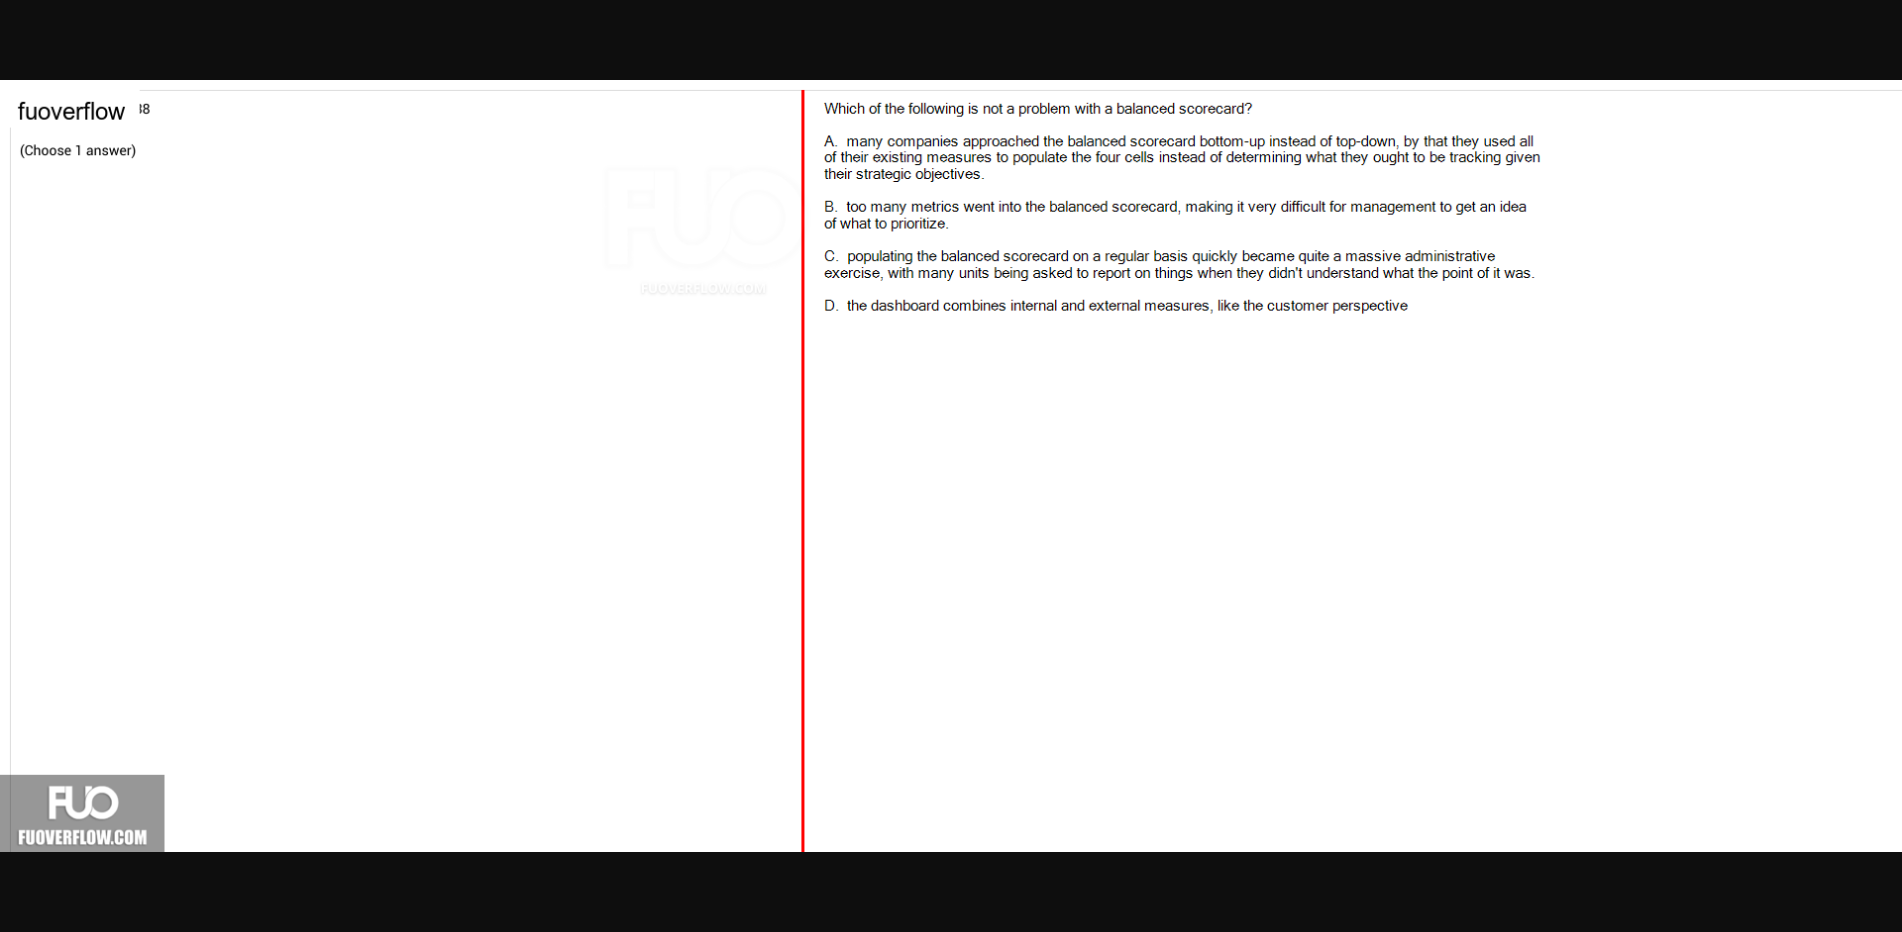 fuoverflow 38
(Choose 1 answer)
Which of the following is not a problem with a balanced scorecard?
A. many companies approached the balanced scorecard bottom-up instead of top-down, by that they used all
of their existing measures to populate the four cells instead of determining what they ought to be tracking given
their strategic objectives.
B. too many metrics went into the balanced scorecard, making it very difficult for management to get an idea
of what to prioritize.
C. populating the balanced scorecard on a regular basis quickly became quite a massive administrative
exercise, with many units being asked to report on things when they didn't understand what the point of it was.
D. the dashboard combines internal and external measures, like the customer perspective
FUO
FUOVERFLOW.COM
FUO
FUOVERFLOW.COM